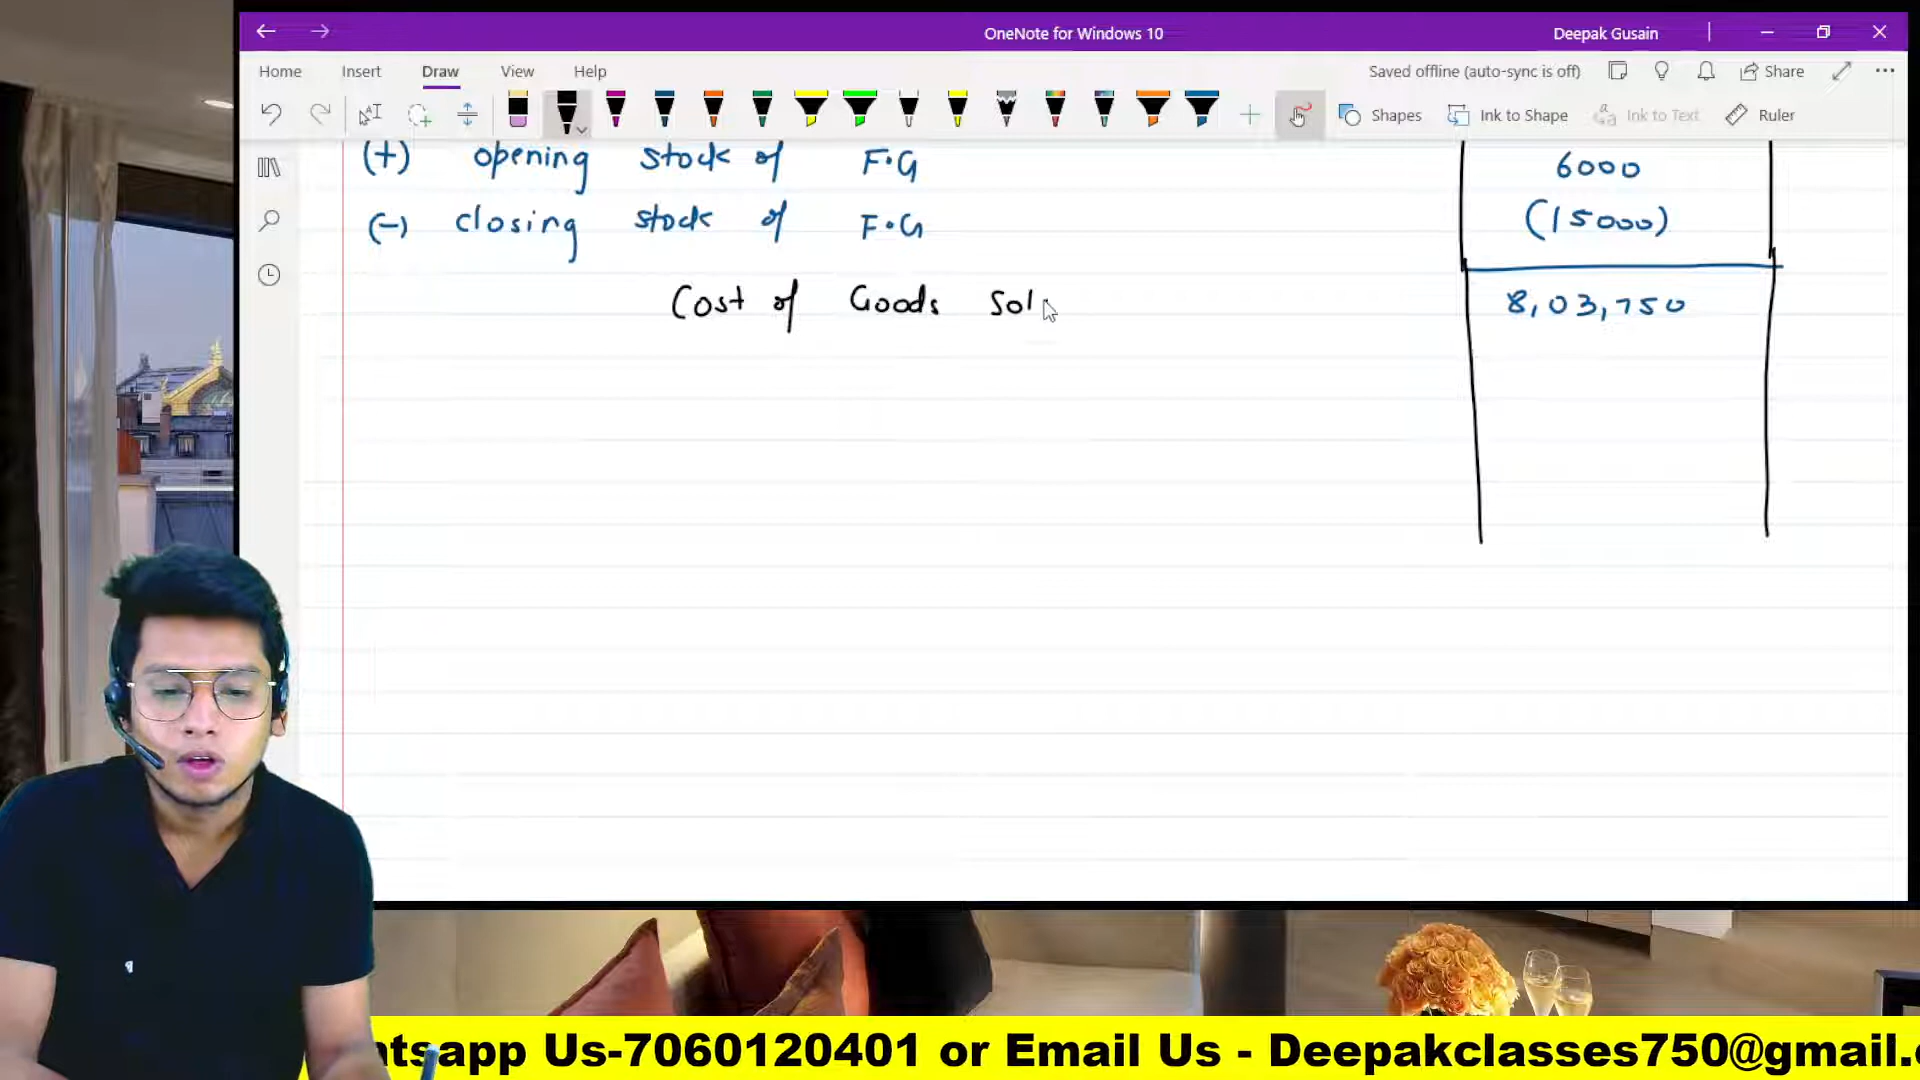 OneNote for Windows 10
Deepak Gusain
Home Insert Draw View Help
Saved offline (auto-sync is off)
Share
Shapes
Ink to Shape
Ink to Text
Ruler
(+) opening stock of F.G 6000
(-) closing stock of F.G (15000)
Cost of Goods Sol 8,03,750
atsapp Us-7060120401 or Email Us - Deepakclasses750@gmail.c